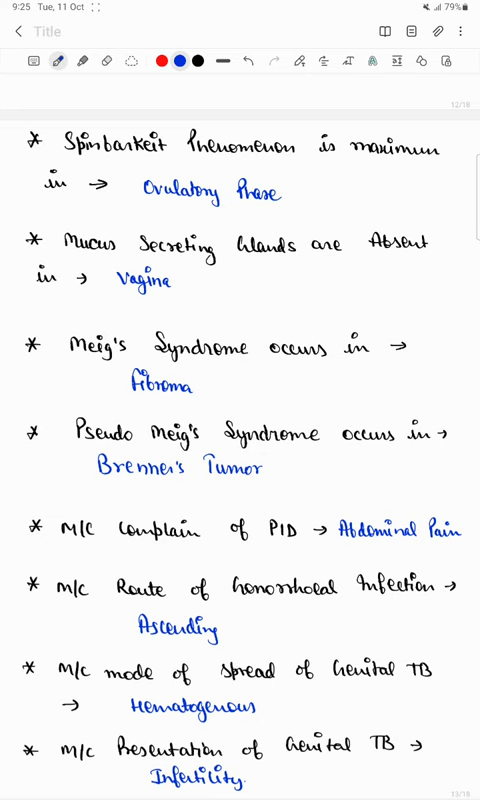 9:25 Tue, 11 Oct
79%
Title
12/18
* Spinbarkeit Phenomenon is maximum
in → Ovulatory Phase
* Mucus Secreting Glands are Absent
in → Vagina
* Meig's Syndrome occurs in →
Fibroma
* Pseudo Meig's Syndrome occurs in →
Brenner's Tumor
* M/C Complain of PID → Abdominal Pain
* M/C Route of Gonorrhoeal Infection →
Ascending
* M/C mode of Spread of Genital TB
→ Hematogenous
* M/C Presentation of Genital TB →
Infertility.
13/18